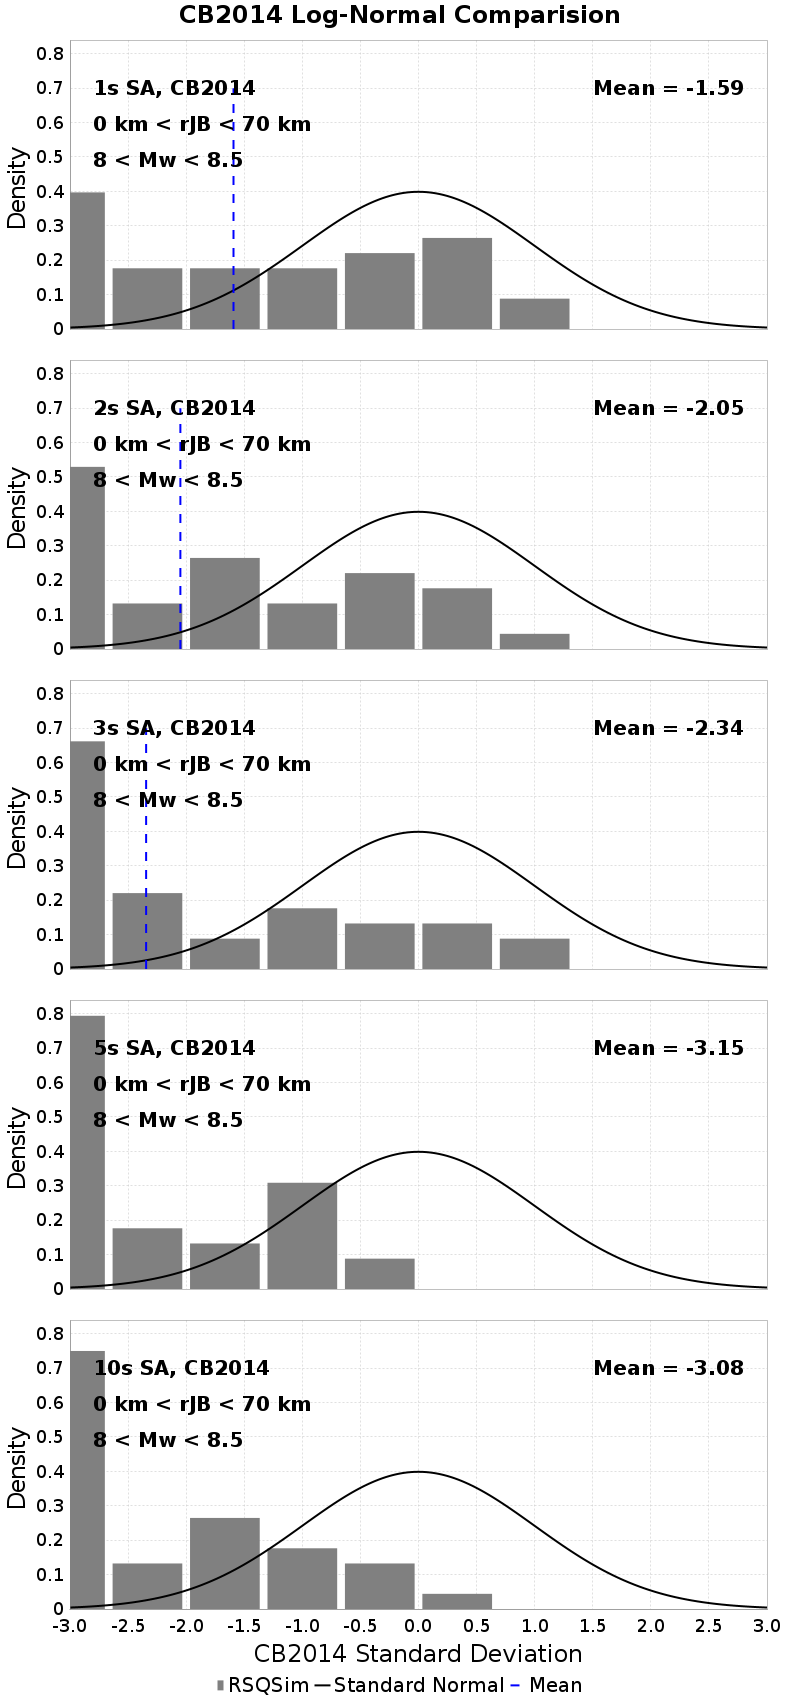 CB2014 Log-Normal Comparision
0.8
0.7
0.6
0.5
0.4
0.3
0.2
0.1
0
Density
1s SA, CB2014
Mean = -1.59
0 km < rJB < 70 km
8 < Mw < 8.5
0.8
0.7
0.6
0.5
0.4
0.3
0.2
0.1
0
Density
2s SA, CB2014
Mean = -2.05
0 km < rJB < 70 km
8 < Mw < 8.5
0.8
0.7
0.6
0.5
0.4
0.3
0.2
0.1
0
Density
3s SA, CB2014
Mean = -2.34
0 km < rJB < 70 km
8 < Mw < 8.5
0.8
0.7
0.6
0.5
0.4
0.3
0.2
0.1
0
Density
5s SA, CB2014
Mean = -3.15
0 km < rJB < 70 km
8 < Mw < 8.5
0.8
0.7
0.6
0.5
0.4
0.3
0.2
0.1
0
Density
10s SA, CB2014
Mean = -3.08
0 km < rJB < 70 km
8 < Mw < 8.5
-3.0 -2.5 -2.0 -1.5 -1.0 -0.5 0.0 0.5 1.0 1.5 2.0 2.5 3.0
CB2014 Standard Deviation
RSQSim Standard Normal Mean